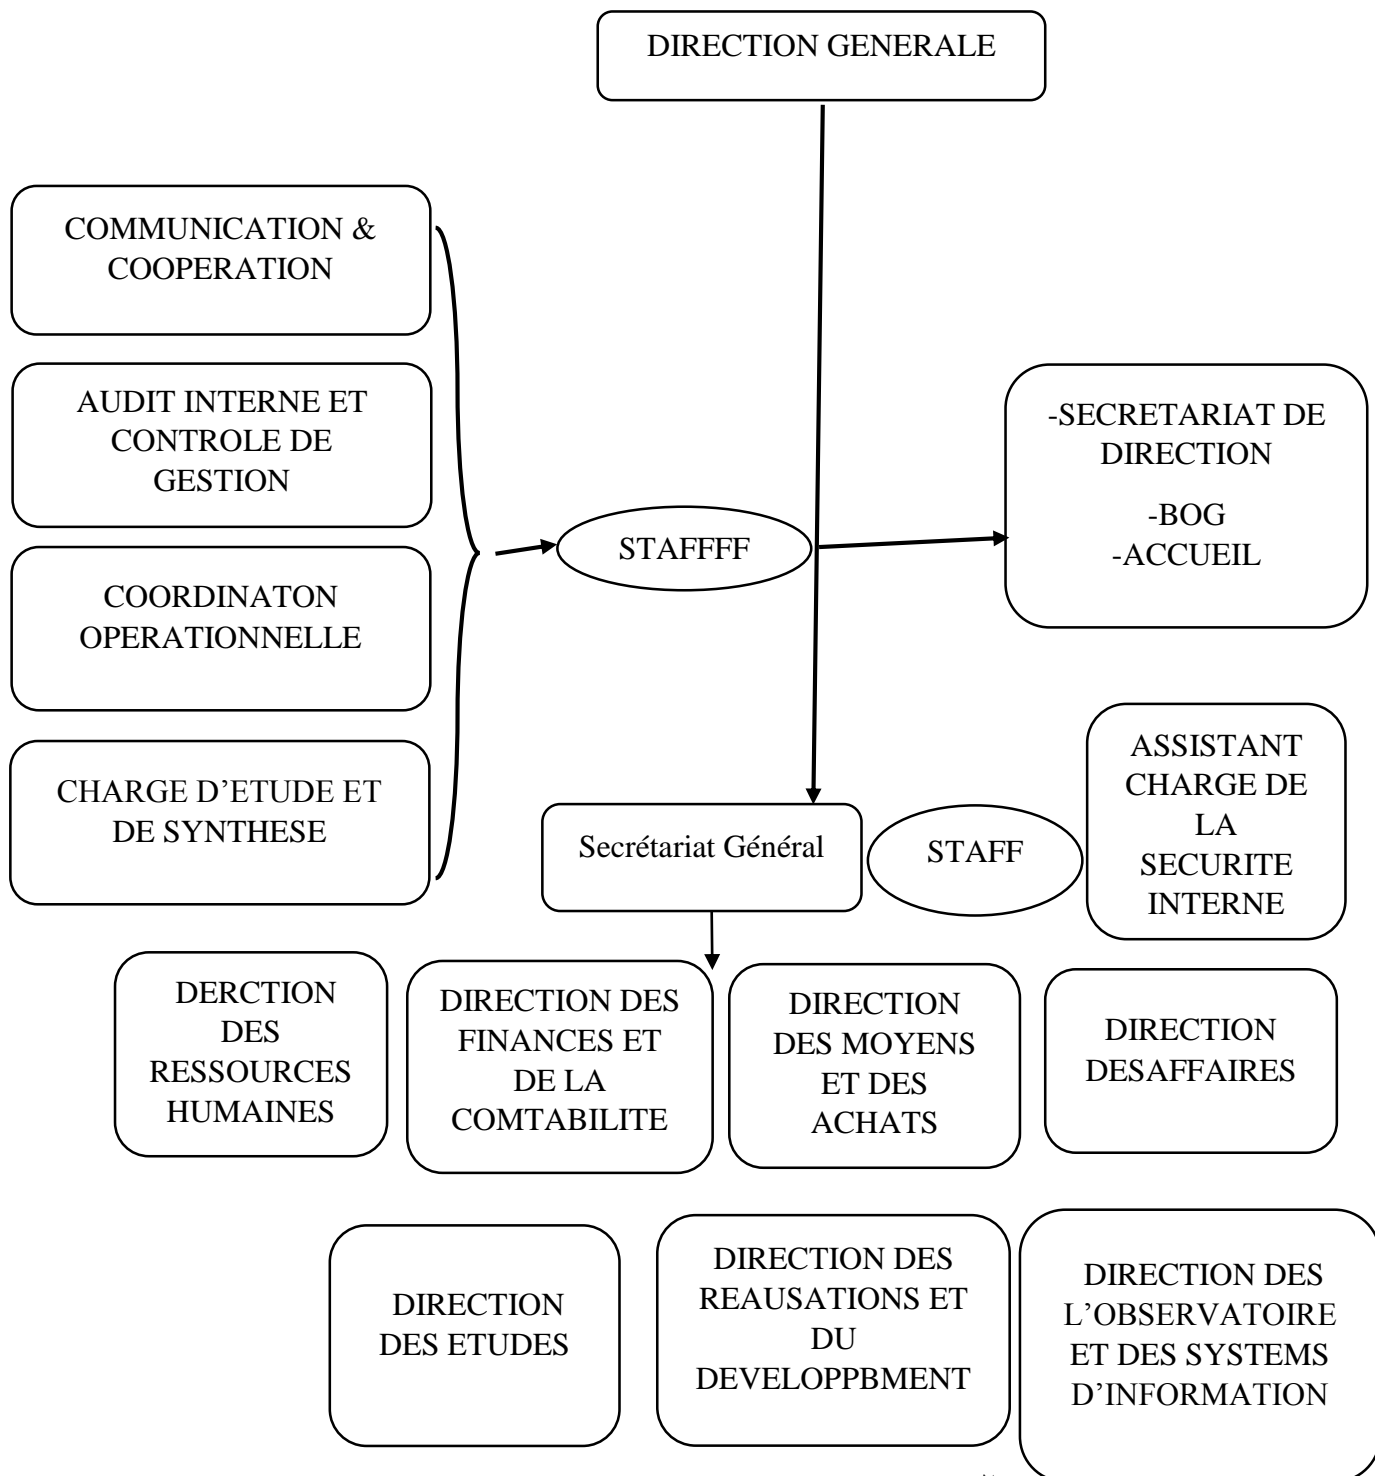 DIRECTION GENERALE
COMMUNICATION &
COOPERATION
AUDIT INTERNE ET
CONTROLE DE
GESTION
COORDINATON
OPERATIONNELLE
CHARGE D'ETUDE ET
DE SYNTHESE
STAFFFF
-SECRETARIAT DE
DIRECTION
-BOG
-ACCUEIL
Secrétariat Général
STAFF
ASSISTANT
CHARGE DE
LA
SECURITE
INTERNE
DERCTION
DES
RESSOURCES
HUMAINES
DIRECTION DES
FINANCES ET
DE LA
COMTABILITE
DIRECTION
DES MOYENS
ET DES
ACHATS
DIRECTION
DESAFFAIRES
DIRECTION
DES ETUDES
DIRECTION DES
REAUSATIONS ET
DU
DEVELOPPBMENT
DIRECTION DES
L'OBSERVATOIRE
ET DES SYSTEMS
D'INFORMATION